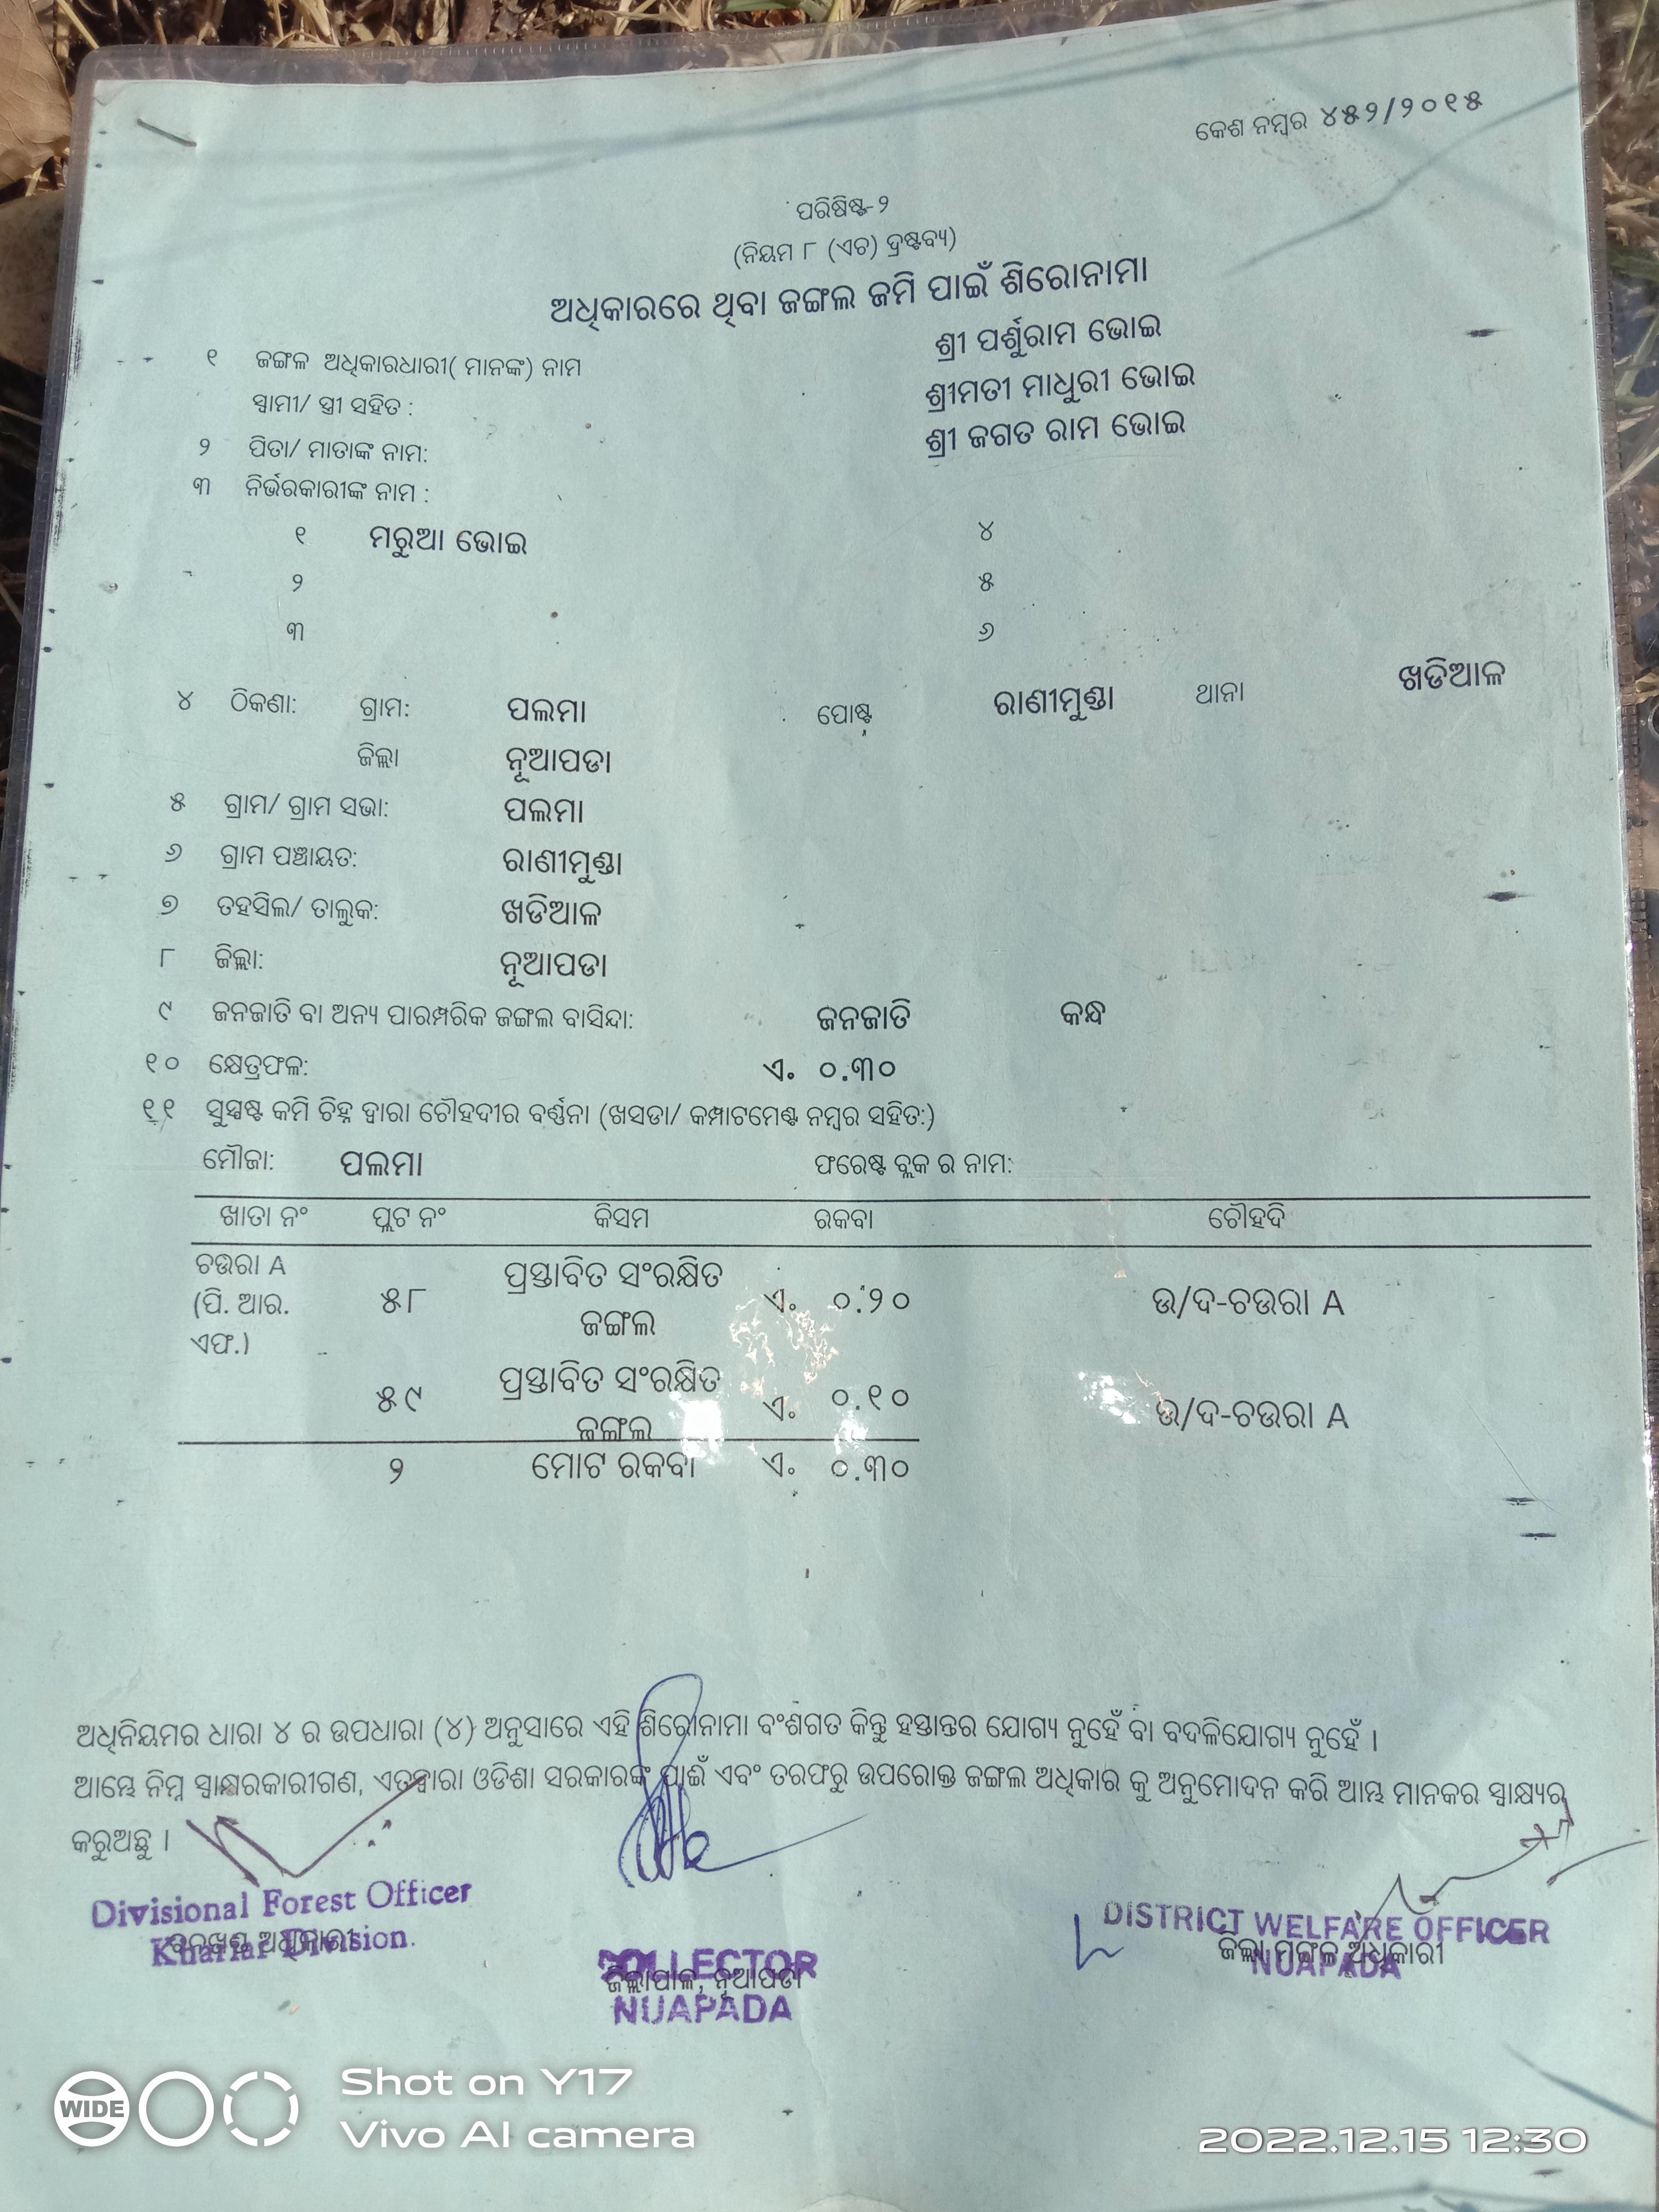 କେଶ ନମ୍ବର ୪୫୨/୨୦୧୫
ପରିଷିଷ୍ଟ-୨
(ନିୟମ ୮ (ଏଚ) ଦ୍ରଷ୍ଟବ୍ୟ)
ଅଧିକାରରେ ଥିବା ଜଙ୍ଗଲ ଜମି ପାଇଁ ଶିରୋନାମା
୧ ଜଙ୍ଗଳ ଅଧିକାରଧାରୀ( ମାନଙ୍କ) ନାମ ଶ୍ରୀ ପର୍ଶୁରାମ ଭୋଇ
ସ୍ୱାମୀ/ ସ୍ତ୍ରୀ ସହିତ : ଶ୍ରୀମତୀ ମାଧୁରୀ ଭୋଇ
୨ ପିତା/ ମାତାଙ୍କ ନାମ: ଶ୍ରୀ ଜଗତ ରାମ ଭୋଇ
୩ ନିର୍ଭରକାରୀଙ୍କ ନାମ :
୧ ମରୁଆ ଭୋଇ ୪
୨ ୫
୩ ୬
୪ ଠିକଣା: ଗ୍ରାମ: ପଲମା ପୋଷ୍ଟ ରାଣୀମୁଣ୍ଡା ଥାନା ଖଡିଆଳ
ଜିଲ୍ଲା ନୂଆପଡା
୫ ଗ୍ରାମ/ ଗ୍ରାମ ସଭା: ପଲମା
୬ ଗ୍ରାମ ପଞ୍ଚାୟତ: ରାଣୀମୁଣ୍ଡା
୭ ତହସିଲ/ ତାଲୁକ: ଖଡିଆଳ
୮ ଜିଲ୍ଲା: ନୂଆପଡା
୯ ଜନଜାତି ବା ଅନ୍ୟ ପାରମ୍ପରିକ ଜଙ୍ଗଲ ବାସିନ୍ଦା: ଜନଜାତି କନ୍ଧ
୧୦ କ୍ଷେତ୍ରଫଳ: ଏ. ୦.୩୦
୧୧ ସୁସ୍ପଷ୍ଟ କମି ଚିହ୍ନ ଦ୍ୱାରା ଚୌହଦୀର ବର୍ଣ୍ଣନା (ଖସଡା/ କମ୍ପାଟମେଣ୍ଟ ନମ୍ବର ସହିତ:)
ମୌଜା: ପଲମା ଫରେଷ୍ଟ ବ୍ଲକ ର ନାମ:
ଖାତା ନଂ ପ୍ଲଟ ନଂ କିସମ ରକବା ଚୌହଦି
ଚଉରା A
(ପି. ଆର.
ଏଫ.) ୫୮ ପ୍ରସ୍ତାବିତ ସଂରକ୍ଷିତ
ଜଙ୍ଗଲ ଏ. ୦.୨୦ ଉ/ଦ-ଚଉରା A
୫୯ ପ୍ରସ୍ତାବିତ ସଂରକ୍ଷିତ
ଜଙ୍ଗଲ ଏ. ୦.୧୦ ଉ/ଦ-ଚଉରା A
୨ ମୋଟ ରକବା ଏ. ୦.୩୦
ଅଧିନିୟମର ଧାରା ୪ ର ଉପଧାରା (୪) ଅନୁସାରେ ଏହି ଶିରୋନାମା ବଂଶଗତ କିନ୍ତୁ ହସ୍ତାନ୍ତର ଯୋଗ୍ୟ ନୁହେଁ ବା ବଦଳିଯୋଗ୍ୟ ନୁହେଁ ।
ଆମ୍ଭେ ନିମ୍ନ ସ୍ୱାକ୍ଷରକାରୀଗଣ, ଏତଦ୍ୱାରା ଓଡିଶା ସରକାରଙ୍କ ପାଇଁ ଏବଂ ତରଫରୁ ଉପରୋକ୍ତ ଜଙ୍ଗଲ ଅଧିକାର କୁ ଅନୁମୋଦନ କରି ଆମ୍ଭ ମାନକର ସ୍ୱାକ୍ଷ୍ୟର
କରୁଅଛୁ ।
Divisional Forest Officer
Khariar Division
ବନଖଣ୍ଡ ଅଧିକାରୀ
COLLECTOR
ଜିଲ୍ଲାପାଳ, ନୂଆପଡା
NUAPADA
DISTRICT WELFARE OFFICER
ଜିଲ୍ଲା ମଙ୍ଗଳ ଅଧିକାରୀ
NUAPADA
WIDE
Shot on Y17
Vivo AI camera
2022.12.15 12:30